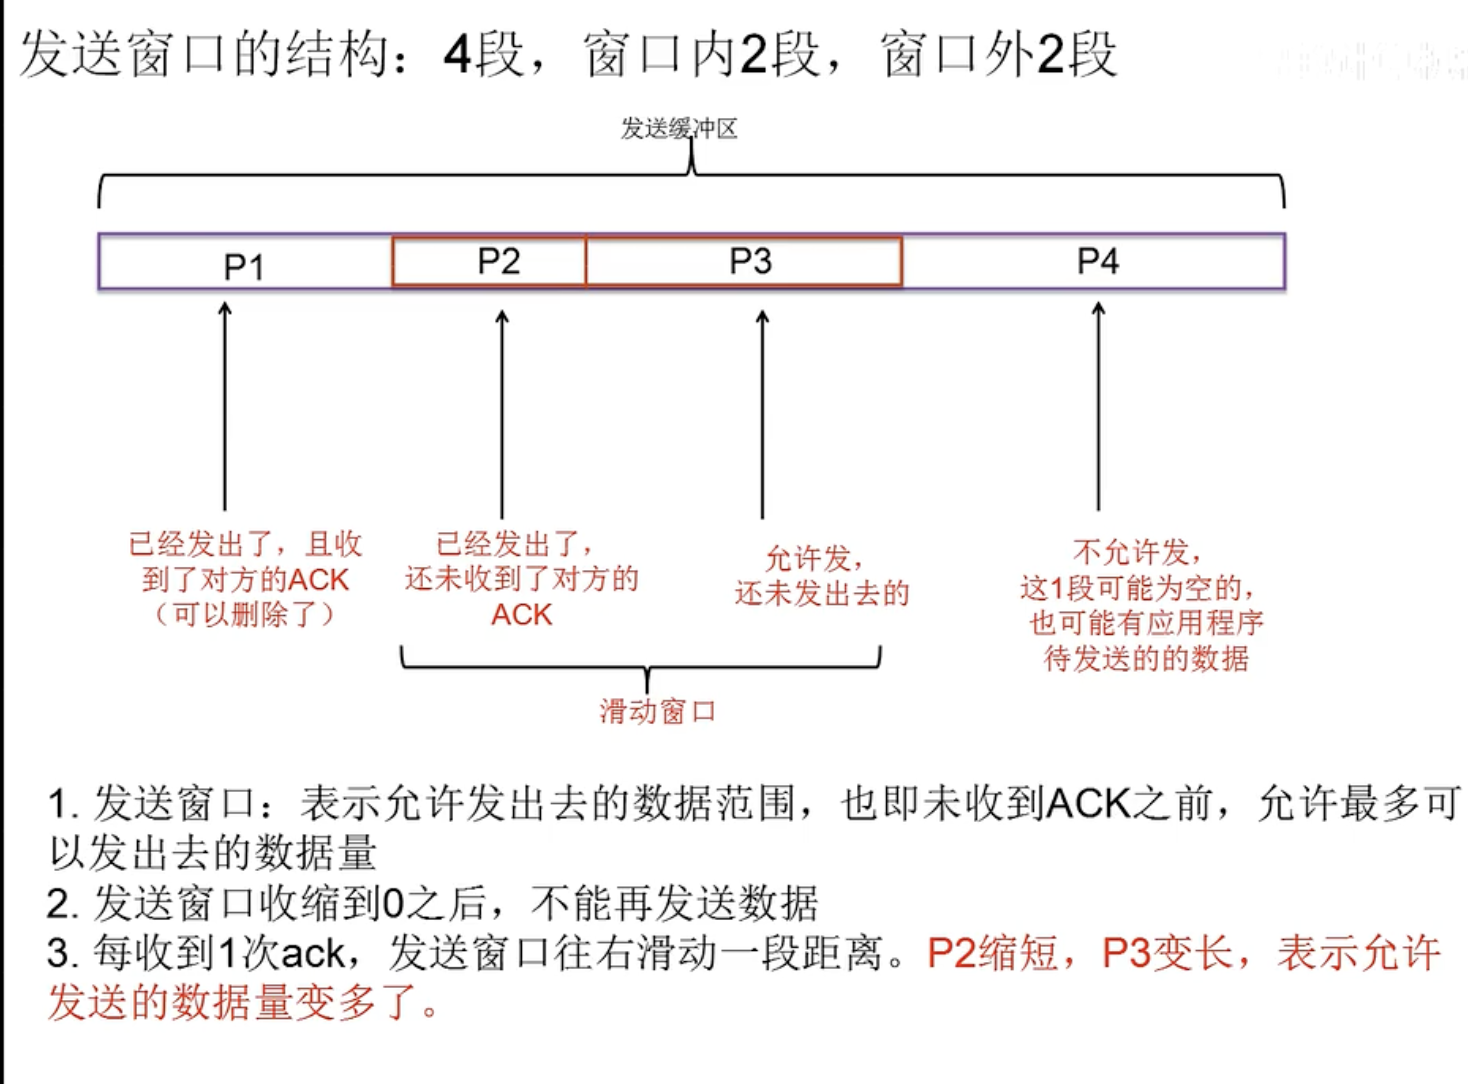 发送窗口的结构：4段，窗口内2段，窗口外2段
发送缓冲区
P1
P2
P3
P4
已经发出了，且收
到了对方的ACK
（可以删除了）
已经发出了，
还未收到了对方的
ACK
允许发，
还未发出去的
不允许发，
这1段可能为空的，
也可能有应用程序
待发送的的数据
滑动窗口
1. 发送窗口：表示允许发出去的数据范围，也即未收到ACK之前，允许最多可
以发出去的数据量
2. 发送窗口收缩到0之后，不能再发送数据
3. 每收到1次ack，发送窗口往右滑动一段距离。P2缩短，P3变长，表示允许
发送的数据量变多了。